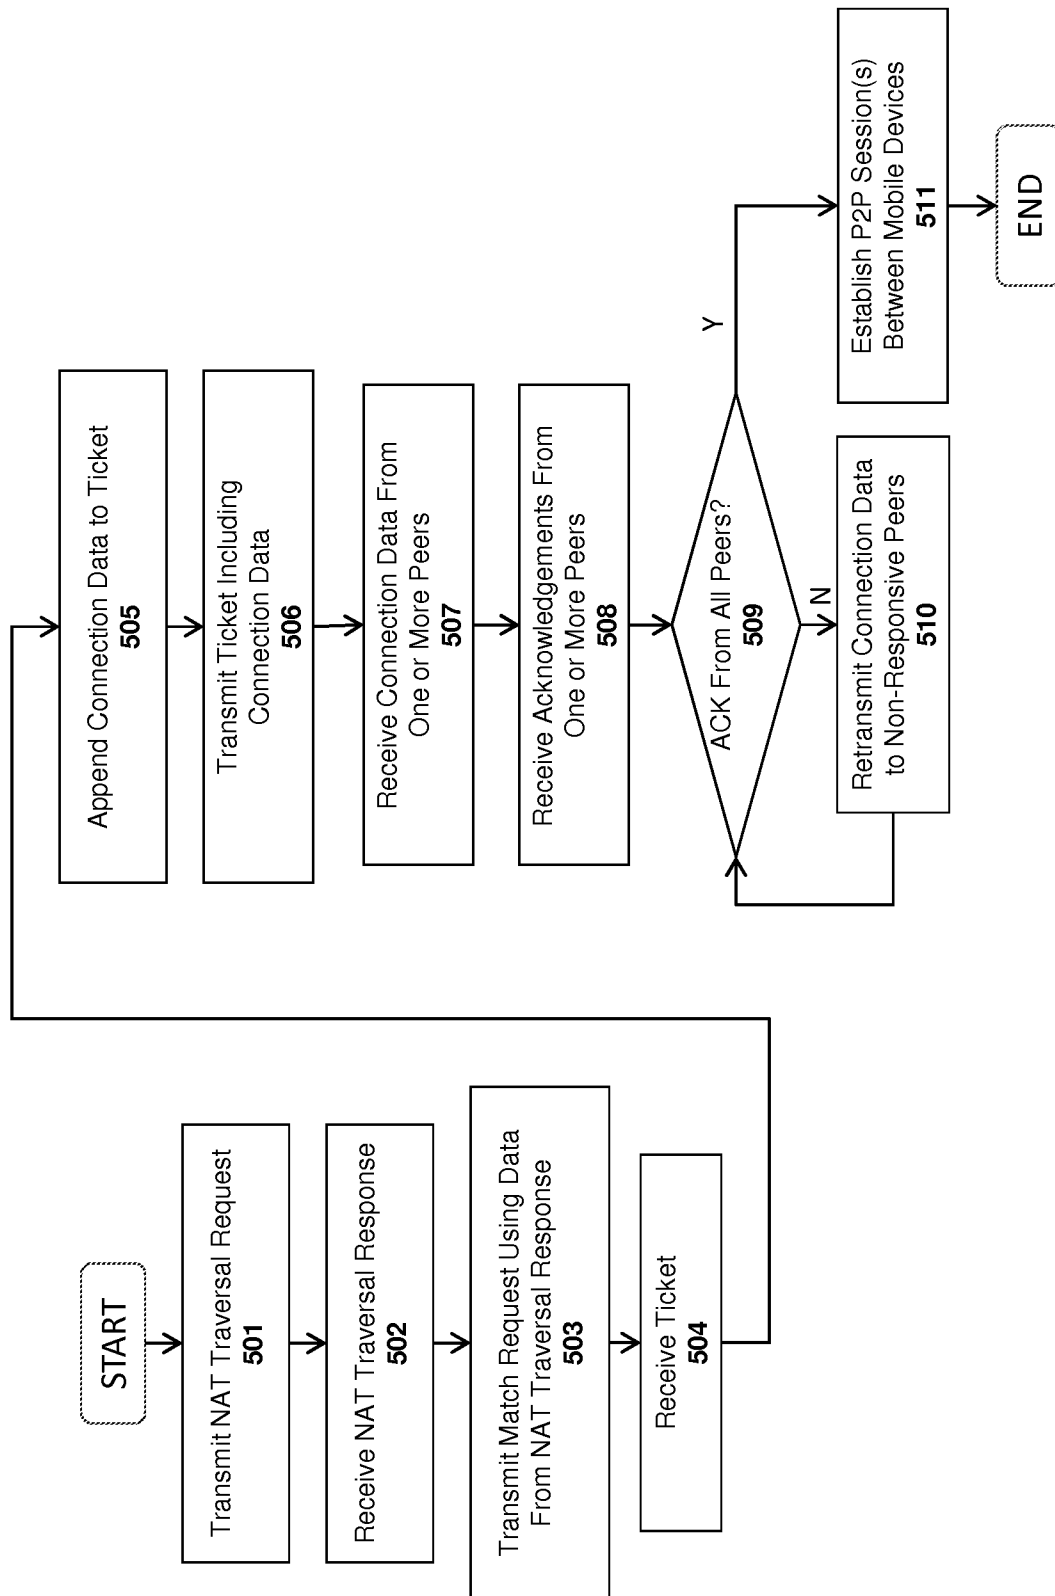 START
Transmit NAT Traversal Request
501
Receive NAT Traversal Response
502
Transmit Match Request Using Data
From NAT Traversal Response
503
Receive Ticket
504
Append Connection Data to Ticket
505
Transmit Ticket Including
Connection Data
506
Receive Connection Data From
One or More Peers
507
Receive Acknowledgements From
One or More Peers
508
ACK From All Peers?
509
N
Y
Retransmit Connection Data
to Non-Responsive Peers
510
Establish P2P Session(s)
Between Mobile Devices
511
END